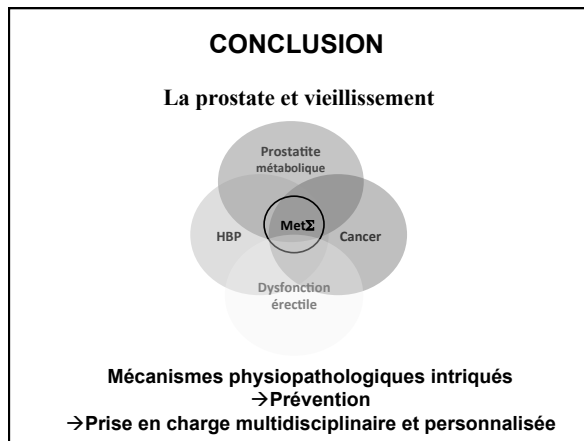 CONCLUSION
La prostate et vieillissement
Prostatite
métabolique
MetΣ
HBP
Cancer
Dysfonction
érectile
Mécanismes physiopathologiques intriqués
→Prévention
→Prise en charge multidisciplinaire et personnalisée